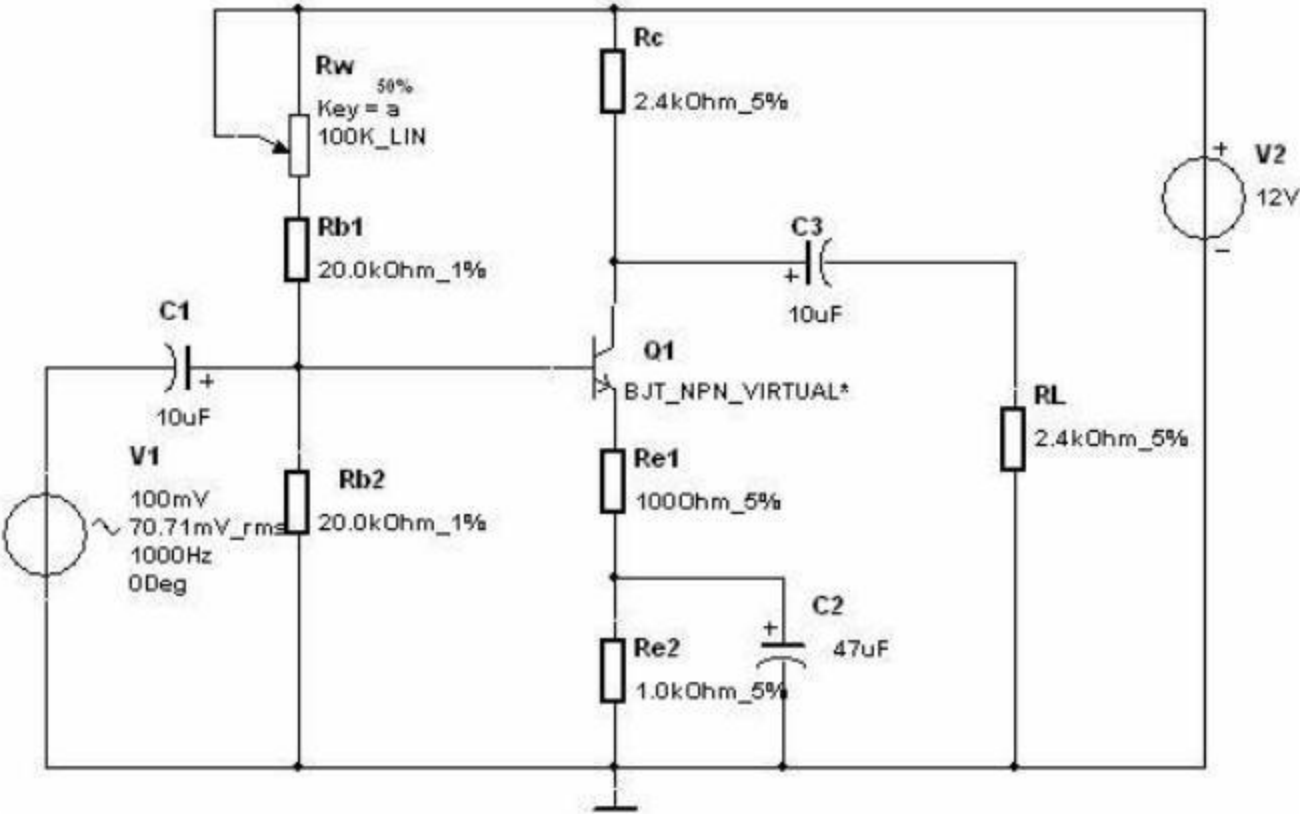 Rc
2.4kOhm_5%
Rw
50%
Key = a
100K_LIN
+
V2
12V
−
Rb1
20.0kOhm_1%
C3
+
10uF
C1
+
10uF
Q1
BJT_NPN_VIRTUAL*
RL
2.4kOhm_5%
V1
100mV
70.71mV_rms
1000Hz
0Deg
Rb2
20.0kOhm_1%
Re1
100Ohm_5%
C2
+
47uF
Re2
1.0kOhm_5%